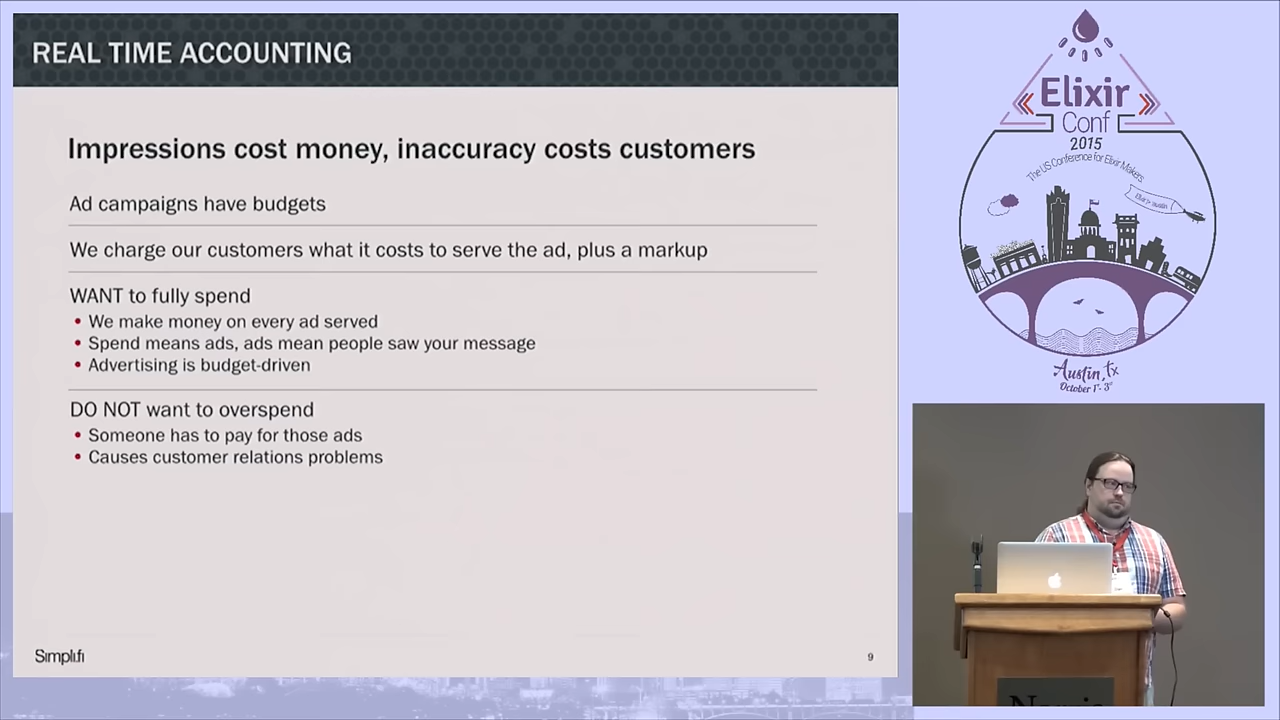 REAL TIME ACCOUNTING
Impressions cost money, inaccuracy costs customers
Ad campaigns have budgets
We charge our customers what it costs to serve the ad, plus a markup
WANT to fully spend
• We make money on every ad served
• Spend means ads, ads mean people saw your message
• Advertising is budget-driven
DO NOT want to overspend
• Someone has to pay for those ads
• Causes customer relations problems
Simpli.fi
9
Elixir
Conf
2015
The US Conference for Elixir Makers
Austin, tx
October 1st - 3rd